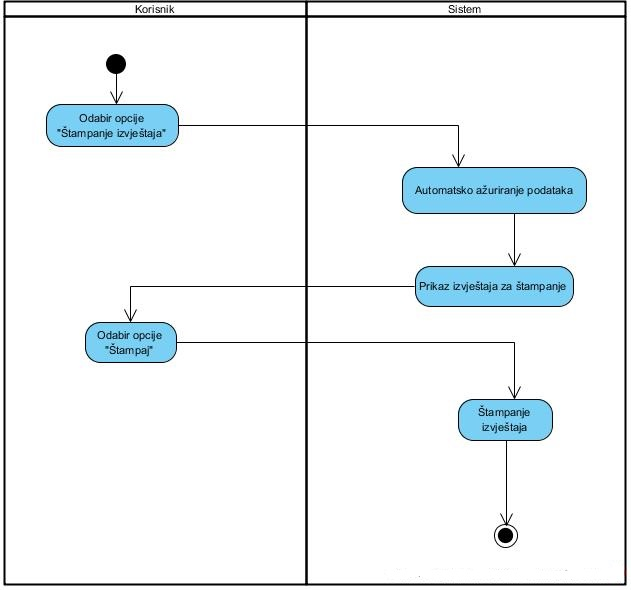 Korisnik
Sistem
Odabir opcije
"Štampanje izvještaja"
Automatsko ažuriranje podataka
Prikaz izvještaja za štampanje
Odabir opcije
"Štampaj"
Štampanje
izvještaja